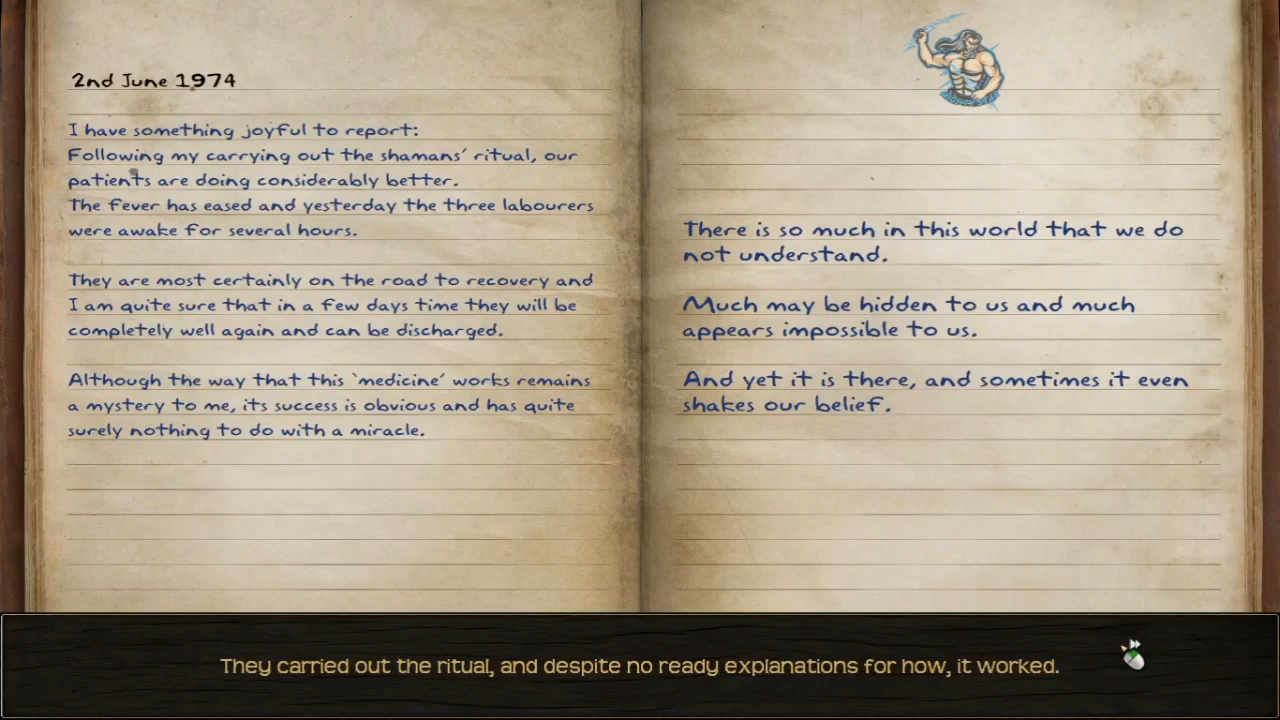 2nd June 1974
I have something joyful to report:
Following my carrying out the shamans' ritual, our
patients are doing considerably better.
The fever has eased and yesterday the three labourers
were awake for several hours.
They are most certainly on the road to recovery and
I am quite sure that in a few days time they will be
completely well again and can be discharged.
Although the way that this `medicine' works remains
a mystery to me, its success is obvious and has quite
surely nothing to do with a miracle.
There is so much in this world that we do
not understand.
Much may be hidden to us and much
appears impossible to us.
And yet it is there, and sometimes it even
shakes our belief.
They carried out the ritual, and despite no ready explanations for how, it worked.